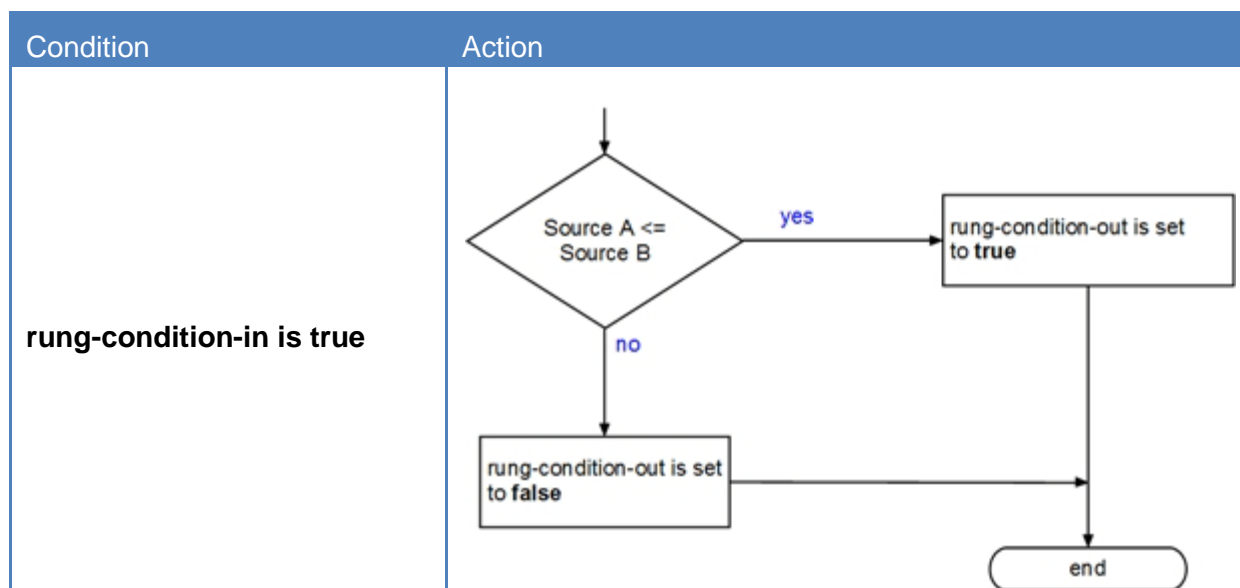 Condition
Action
Source A <=
Source B
yes
rung-condition-out is set
to true
rung-condition-in is true
no
rung-condition-out is set
to false
end